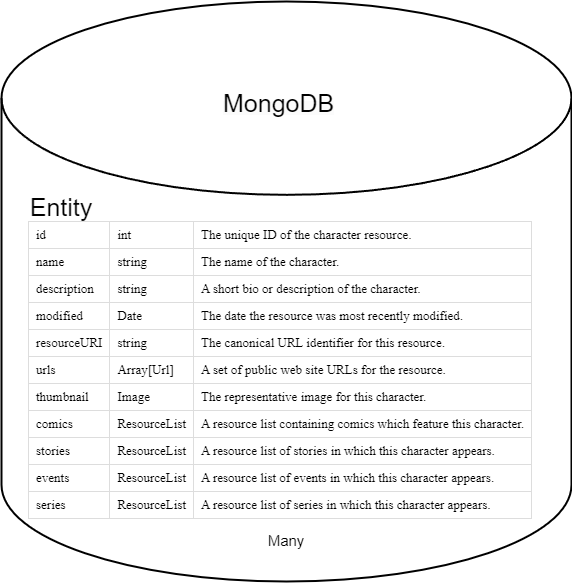 MongoDB
Entity
id int The unique ID of the character resource.
name string The name of the character.
description string A short bio or description of the character.
modified Date The date the resource was most recently modified.
resourceURI string The canonical URL identifier for this resource.
urls Array[Url] A set of public web site URLs for the resource.
thumbnail Image The representative image for this character.
comics ResourceList A resource list containing comics which feature this character.
stories ResourceList A resource list of stories in which this character appears.
events ResourceList A resource list of events in which this character appears.
series ResourceList A resource list of series in which this character appears.
Many